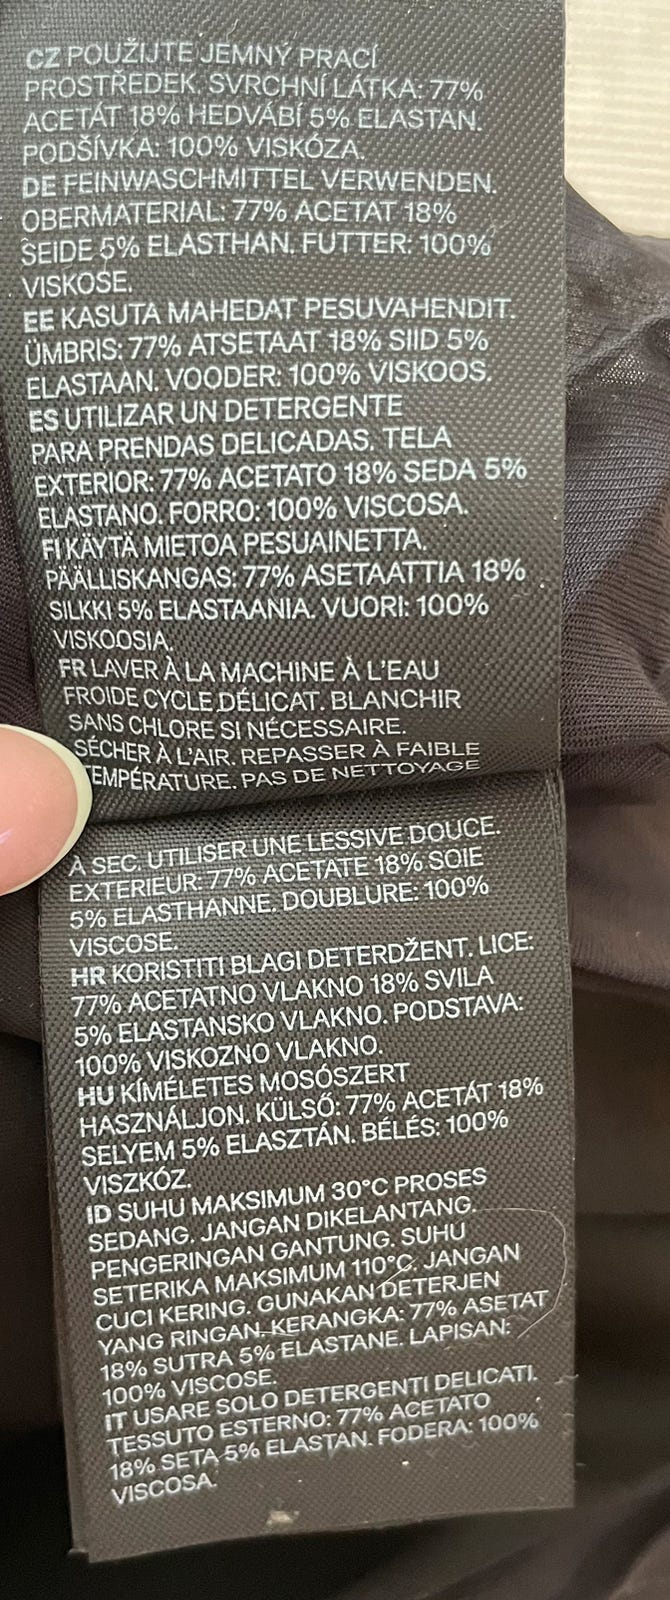 CZ POUŽIJTE JEMNÝ PRACÍ
PROSTŘEDEK. SVRCHNÍ LÁTKA: 77%
ACETÁT 18% HEDVÁBÍ 5% ELASTAN.
PODŠÍVKA: 100% VISKÓZA.
DE FEINWASCHMITTEL VERWENDEN.
OBERMATERIAL: 77% ACETAT 18%
SEIDE 5% ELASTHAN. FUTTER: 100%
VISKOSE.
EE KASUTA MAHEDAT PESUVAHENDIT.
ÜMBRIS: 77% ATSETAAT 18% SIID 5%
ELASTAAN. VOODER: 100% VISKOOS.
ES UTILIZAR UN DETERGENTE
PARA PRENDAS DELICADAS. TELA
EXTERIOR: 77% ACETATO 18% SEDA 5%
ELASTANO. FORRO: 100% VISCOSA.
FI KÄYTÄ MIETOA PESUAINETTA.
PÄÄLLISKANGAS: 77% ASETAATTIA 18%
SILKKI 5% ELASTAANIA. VUORI: 100%
VISKOOSIA.
FR LAVER À LA MACHINE À L'EAU
FROIDE CYCLE DÉLICAT. BLANCHIR
SANS CHLORE SI NÉCESSAIRE.
SÉCHER À L'AIR. REPASSER À FAIBLE
TEMPÉRATURE. PAS DE NETTOYAGE
À SEC. UTILISER UNE LESSIVE DOUCE.
EXTERIEUR: 77% ACETATE 18% SOIE
5% ELASTHANNE. DOUBLURE: 100%
VISCOSE.
HR KORISTITI BLAGI DETERDŽENT. LICE:
77% ACETATNO VLAKNO 18% SVILA
5% ELASTANSKO VLAKNO. PODSTAVA:
100% VISKOZNO VLAKNO.
HU KÍMÉLETES MOSÓSZERT
HASZNÁLJON. KÜLSŐ: 77% ACETÁT 18%
SELYEM 5% ELASZTÁN. BÉLÉS: 100%
VISZKÓZ.
ID SUHU MAKSIMUM 30°C PROSES
SEDANG. JANGAN DIKELANTANG.
PENGERINGAN GANTUNG. SUHU
SETERIKA MAKSIMUM 110°C. JANGAN
CUCI KERING. GUNAKAN DETERJEN
YANG RINGAN. KERANGKA: 77% ASETAT
18% SUTRA 5% ELASTANE. LAPISAN:
100% VISCOSE.
IT USARE SOLO DETERGENTI DELICATI.
TESSUTO ESTERNO: 77% ACETATO
18% SETA 5% ELASTAN. FODERA: 100%
VISCOSA.